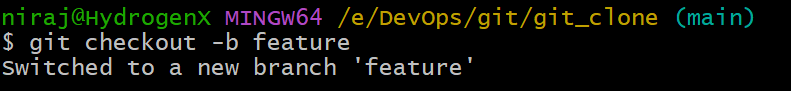 niraj@HydrogenX MINGW64 /e/DevOps/git/git_clone (main)
$ git checkout -b feature
Switched to a new branch 'feature'